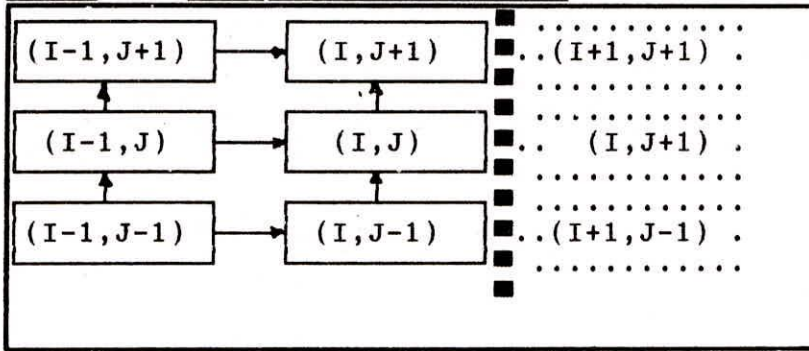 (I-1,J+1) (I,J+1) (I+1,J+1)
(I-1,J) (I,J) (I,J+1)
(I-1,J-1) (I,J-1) (I+1,J-1)